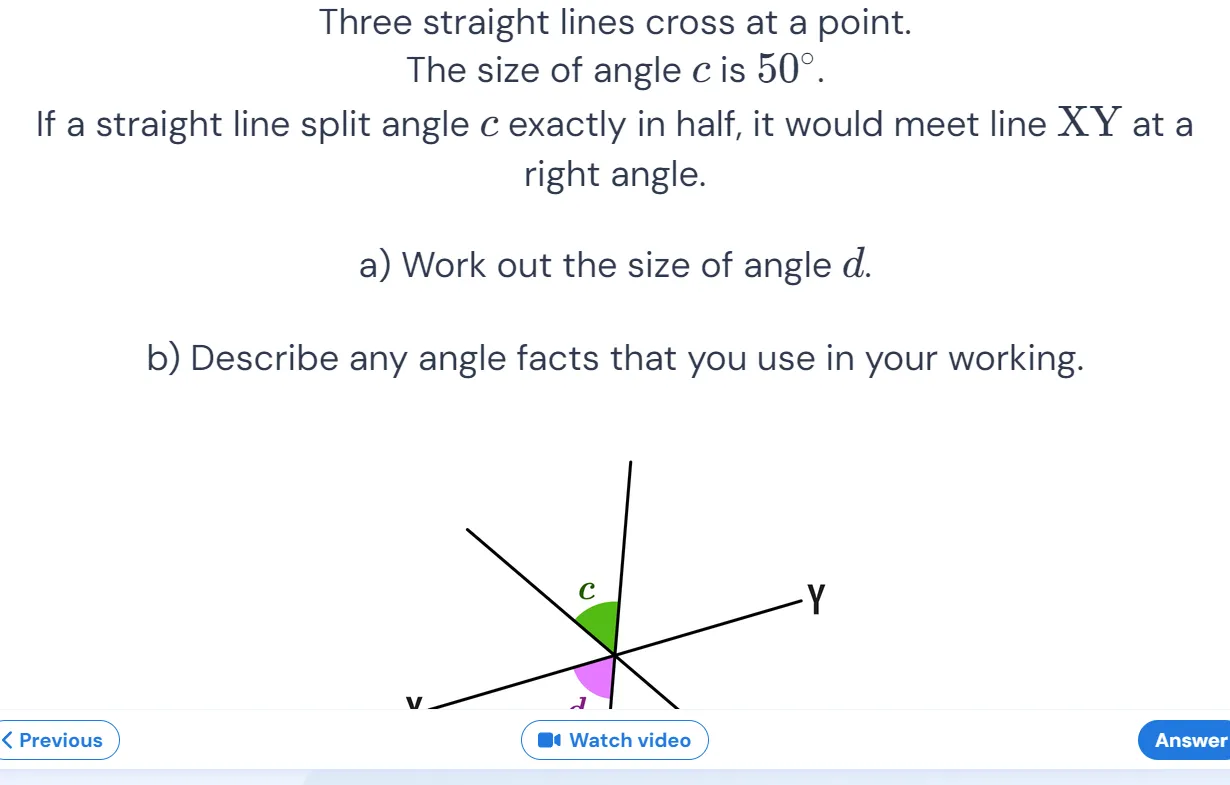 Three straight lines cross at a point.
The size of angle c is 50°.
If a straight line split angle c exactly in half, it would meet line XY at a
right angle.
a) Work out the size of angle d.
b) Describe any angle facts that you use in your working.
c
Y
d
Previous
Watch video
Answer